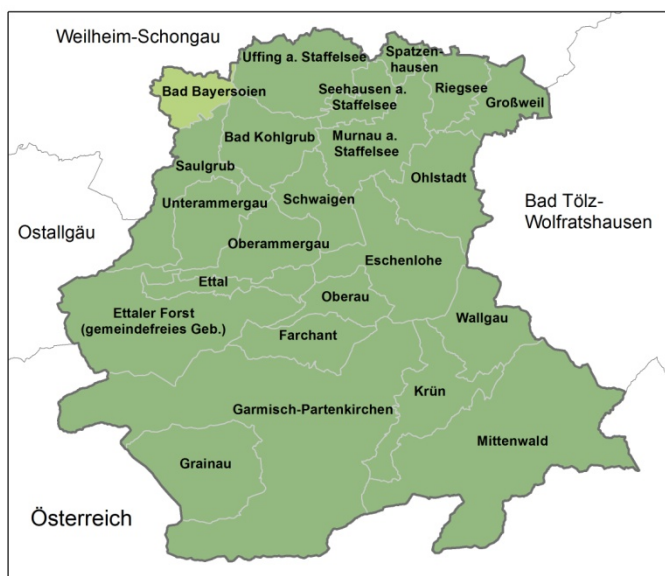 Weilheim-Schongau
Uffing a. Staffelsee
Spatzen-
hausen
Bad Bayersoien
Seehausen a.
Staffelsee
Riegsee
Großweil
Bad Kohlgrub
Murnau a.
Staffelsee
Saulgrub
Ohlstadt
Unterammergau
Schwaigen
Bad Tölz-
Wolfratshausen
Ostallgäu
Oberammergau
Eschenlohe
Ettal
Oberau
Ettaler Forst
(gemeindefreies Geb.)
Wallgau
Farchant
Krün
Garmisch-Partenkirchen
Mittenwald
Grainau
Österreich